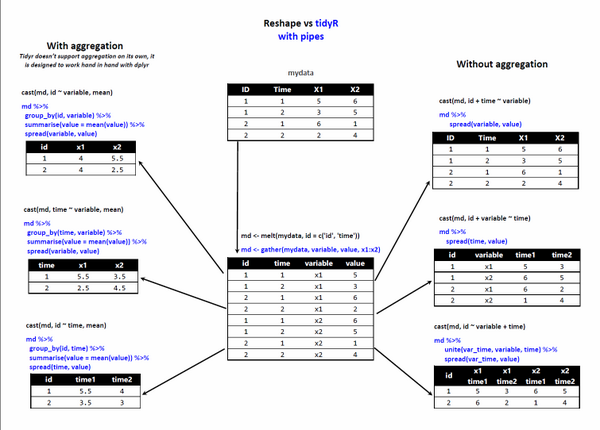 Reshape vs tidyR
with pipes
With aggregation
Tidyr doesn't support aggregation on its own, it
is designed to work hand in hand with dplyr
cast(md, id ~ variable, mean)
md %>%
group_by(id, variable) %>%
summarise(value = mean(value)) %>%
spread(variable, value)
id x1 x2
1 4 5.5
2 4 2.5
cast(md, time ~ variable, mean)
md %>%
group_by(time, variable) %>%
summarise(value = mean(value)) %>%
spread(variable, value)
time x1 x2
1 5.5 3.5
2 2.5 4.5
cast(md, id ~ time, mean)
md %>%
group_by(id, time) %>%
summarise(value = mean(value)) %>%
spread(time, value)
id time1 time2
1 5.5 4
2 3.5 3
mydata
ID Time X1 X2
1 1 5 6
1 2 3 5
2 1 6 1
2 2 2 4
md <- melt(mydata, id = c('id', 'time'))
md <- gather(mydata, variable, value, x1:x2)
id time variable value
1 1 x1 5
1 2 x1 3
2 1 x1 6
2 2 x1 2
1 1 x2 6
1 2 x2 5
2 1 x2 1
2 2 x2 4
Without aggregation
cast(md, id + time ~ variable)
md %>%
spread(variable, value)
ID Time X1 X2
1 1 5 6
1 2 3 5
2 1 6 1
2 2 2 4
cast(md, id + variable ~ time)
md %>%
spread(time, value)
id variable time1 time2
1 x1 5 3
1 x2 6 5
2 x1 6 2
2 x2 1 4
cast(md, id ~ variable + time)
md %>%
unite(var_time, variable, time) %>%
spread(var_time, value)
id x1 x1 x2 x2
time1 time2 time1 time2
1 5 3 6 5
2 6 2 1 4